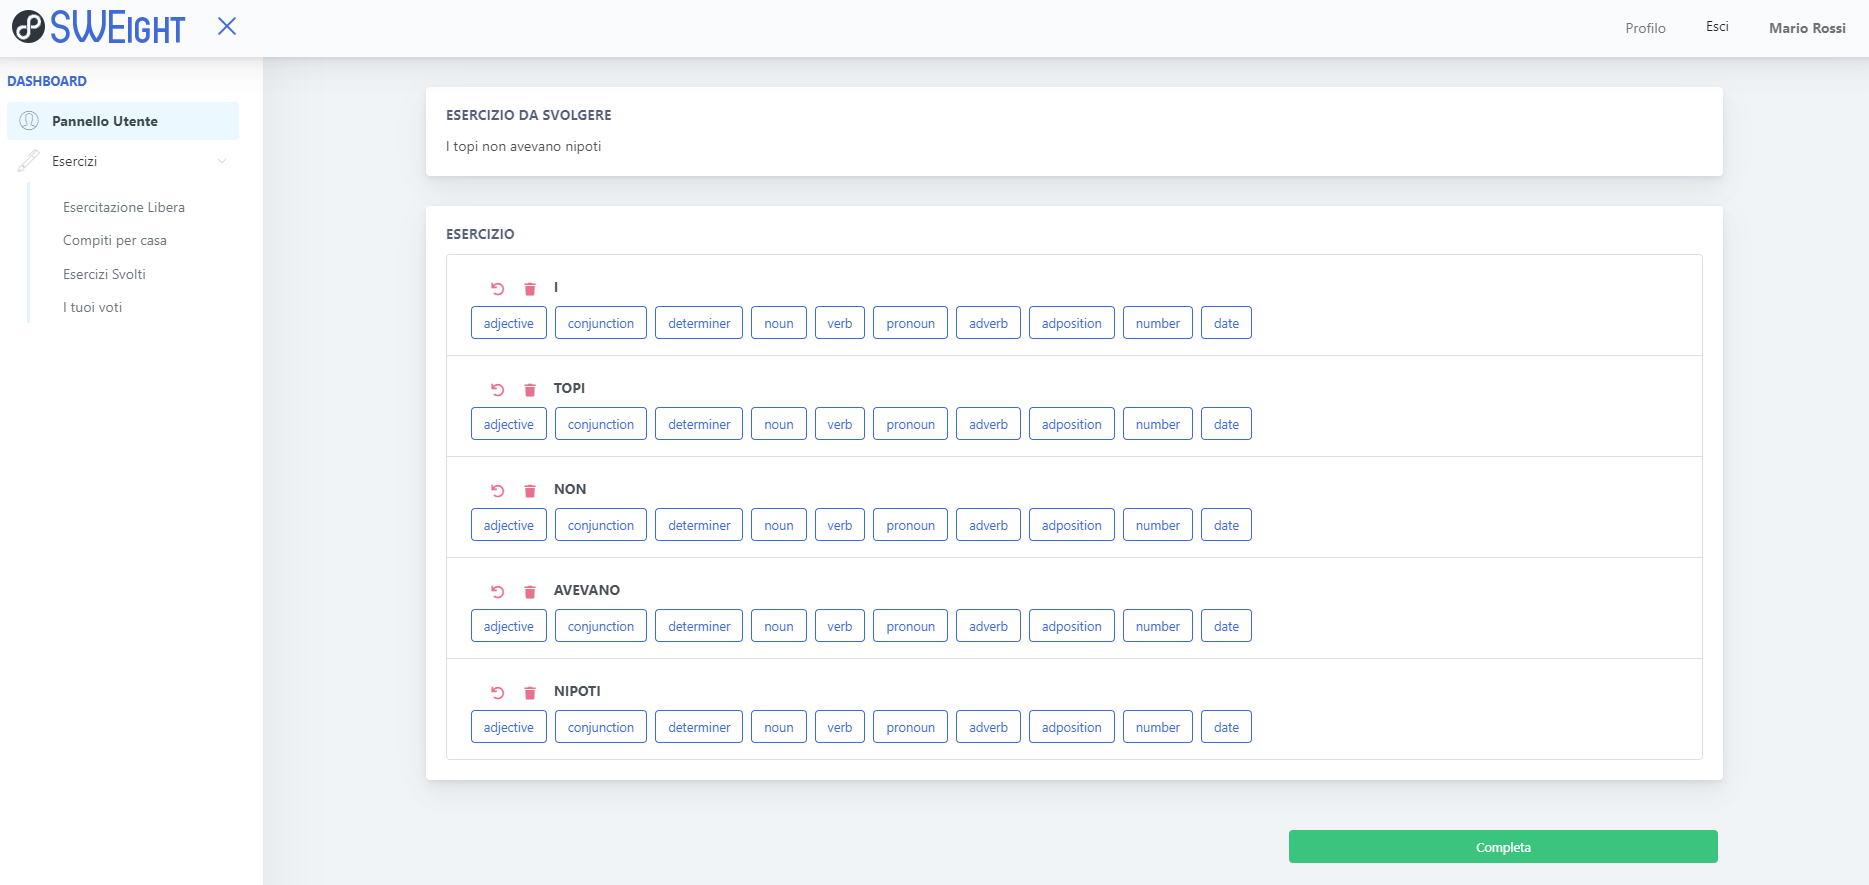 SWEIGHT
Profilo Esci Mario Rossi
DASHBOARD
Pannello Utente
Esercizi
Esercitazione Libera
Compiti per casa
Esercizi Svolti
I tuoi voti
ESERCIZIO DA SVOLGERE
I topi non avevano nipoti
ESERCIZIO
I
adjective conjunction determiner noun verb pronoun adverb adposition number date
TOPI
adjective conjunction determiner noun verb pronoun adverb adposition number date
NON
adjective conjunction determiner noun verb pronoun adverb adposition number date
AVEVANO
adjective conjunction determiner noun verb pronoun adverb adposition number date
NIPOTI
adjective conjunction determiner noun verb pronoun adverb adposition number date
Completa